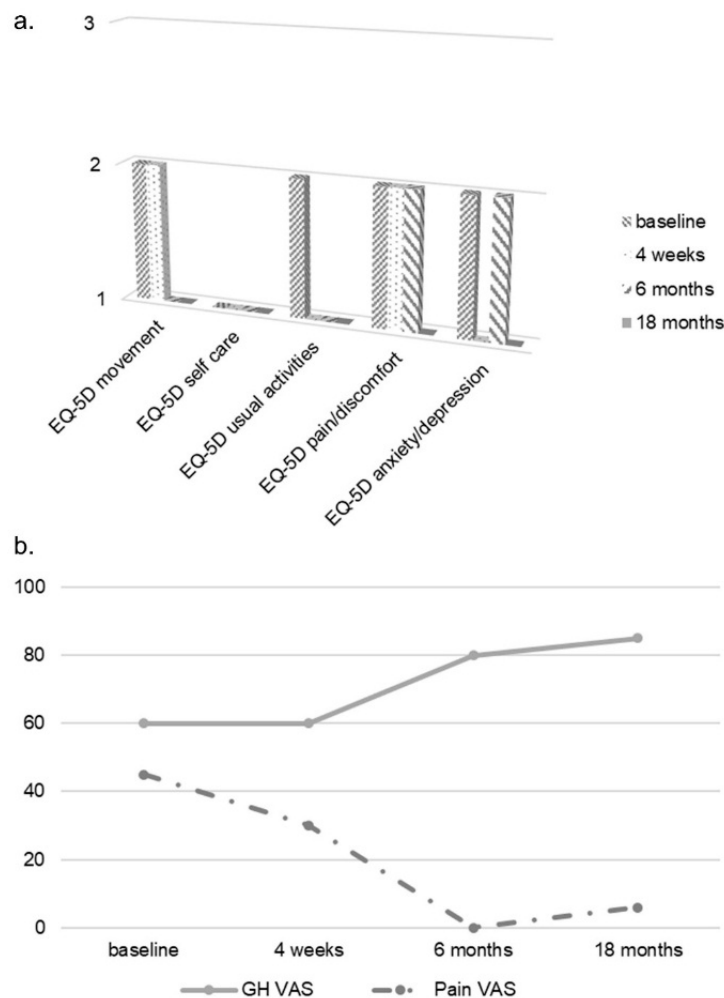 a.
3
2
1
EQ-5D movement
EQ-5D self care
EQ-5D usual activities
EQ-5D pain/discomfort
EQ-5D anxiety/depression
baseline
4 weeks
6 months
18 months
b.
100
80
60
40
20
0
baseline 4 weeks 6 months 18 months
GH VAS Pain VAS